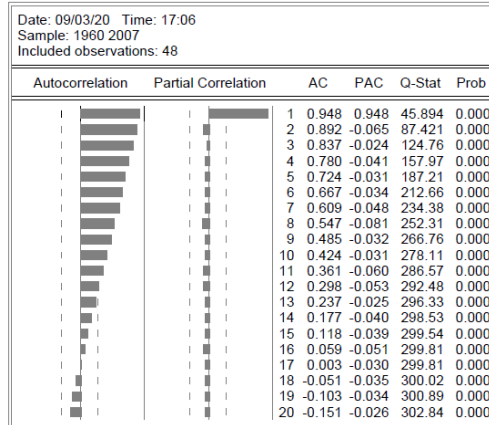 Date: 09/03/20 Time: 17:06
Sample: 1960 2007
Included observations: 48
Autocorrelation Partial Correlation AC PAC Q-Stat Prob
1 0.948 0.948 45.894 0.000
2 0.892 -0.065 87.421 0.000
3 0.837 -0.024 124.76 0.000
4 0.780 -0.041 157.97 0.000
5 0.724 -0.031 187.21 0.000
6 0.667 -0.034 212.66 0.000
7 0.609 -0.048 234.38 0.000
8 0.547 -0.081 252.31 0.000
9 0.485 -0.032 266.76 0.000
10 0.424 -0.031 278.11 0.000
11 0.361 -0.060 286.57 0.000
12 0.298 -0.053 292.48 0.000
13 0.237 -0.025 296.33 0.000
14 0.177 -0.040 298.53 0.000
15 0.118 -0.039 299.54 0.000
16 0.059 -0.051 299.81 0.000
17 0.003 -0.030 299.81 0.000
18 -0.051 -0.035 300.02 0.000
19 -0.103 -0.034 300.89 0.000
20 -0.151 -0.026 302.84 0.000